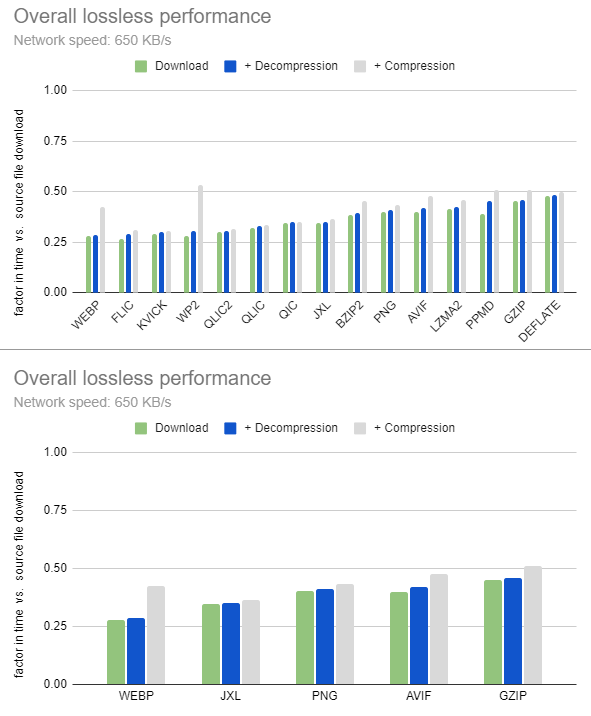 Overall lossless performance
Network speed: 650 KB/s
Download + Decompression + Compression
factor in time vs. source file download
1.00
0.75
0.50
0.25
0.00
WEBP FLIC KVICK WP2 QLIC2 QLIC QIC JXL BZIP2 PNG AVIF LZMA2 PPMD GZIP DEFLATE
Overall lossless performance
Network speed: 650 KB/s
Download + Decompression + Compression
factor in time vs. source file download
1.00
0.75
0.50
0.25
0.00
WEBP JXL PNG AVIF GZIP